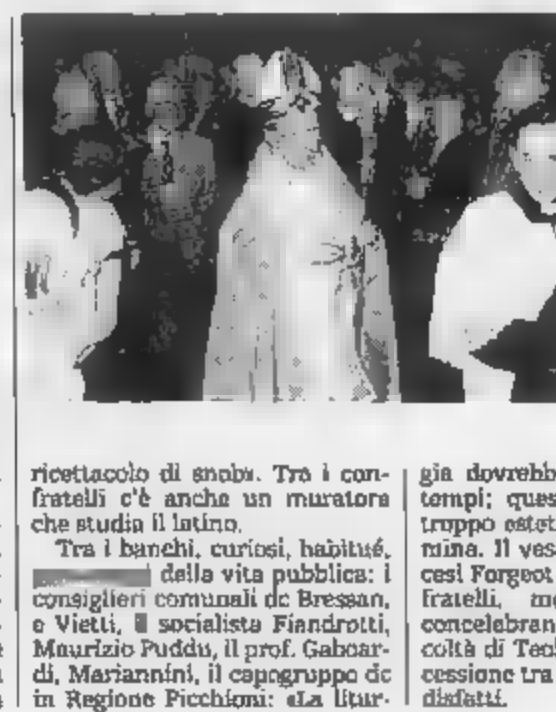 ricettacolo di snob». Tra i con-
fratelli c'è anche un muratore
che studia il latino.
Tra i banchi, curiosi, habitué,
della vita pubblica: i
consiglieri comunali dc Bressan,
e Vietti, socialista Fiandrotti,
Maurizio Puddu, il prof. Gaboar-
di, Mariannini, il capogruppo dc
in Regione Picchioni: «La litur-
gia dovrebb
tempi; ques
troppo estet
mina. Il vesc
cesi Forgeot
fratelli, mo
concelebran
coltà di Teol
cessione tra
disfatti.